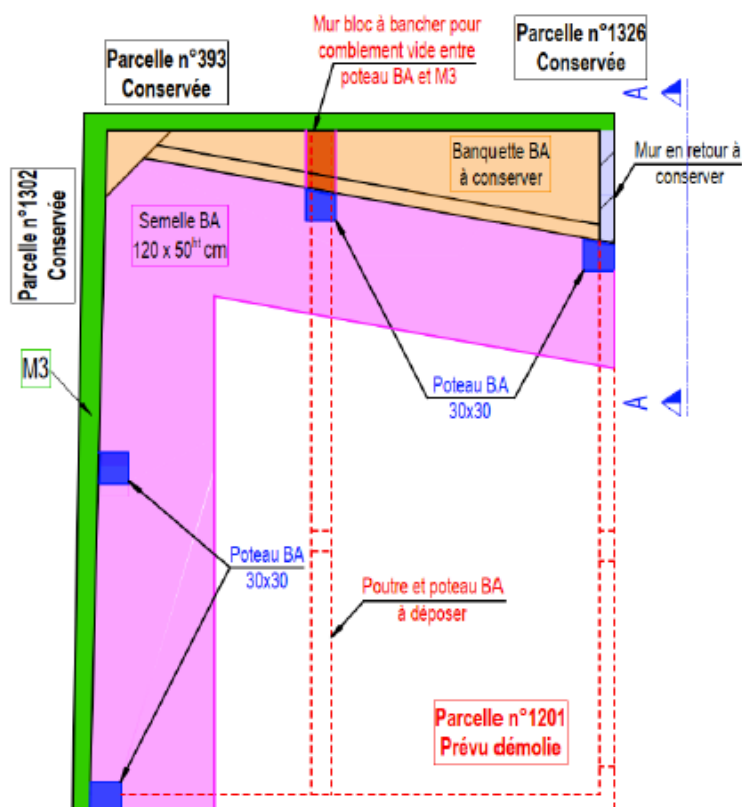 Mur bloc à bancher pour
comblement vide entre
poteau BA et M3
Parcelle n°1326
Conservée
Parcelle n°393
Conservée
A
Banquette BA
à conserver
Mur en retour à
conserver
Parcelle n°1302
Conservée
Semelle BA
120 x 50ht cm
M3
Poteau BA
30x30
A
Poteau BA
30x30
Poutre et poteau BA
à déposer
Parcelle n°1201
Prévu démolie